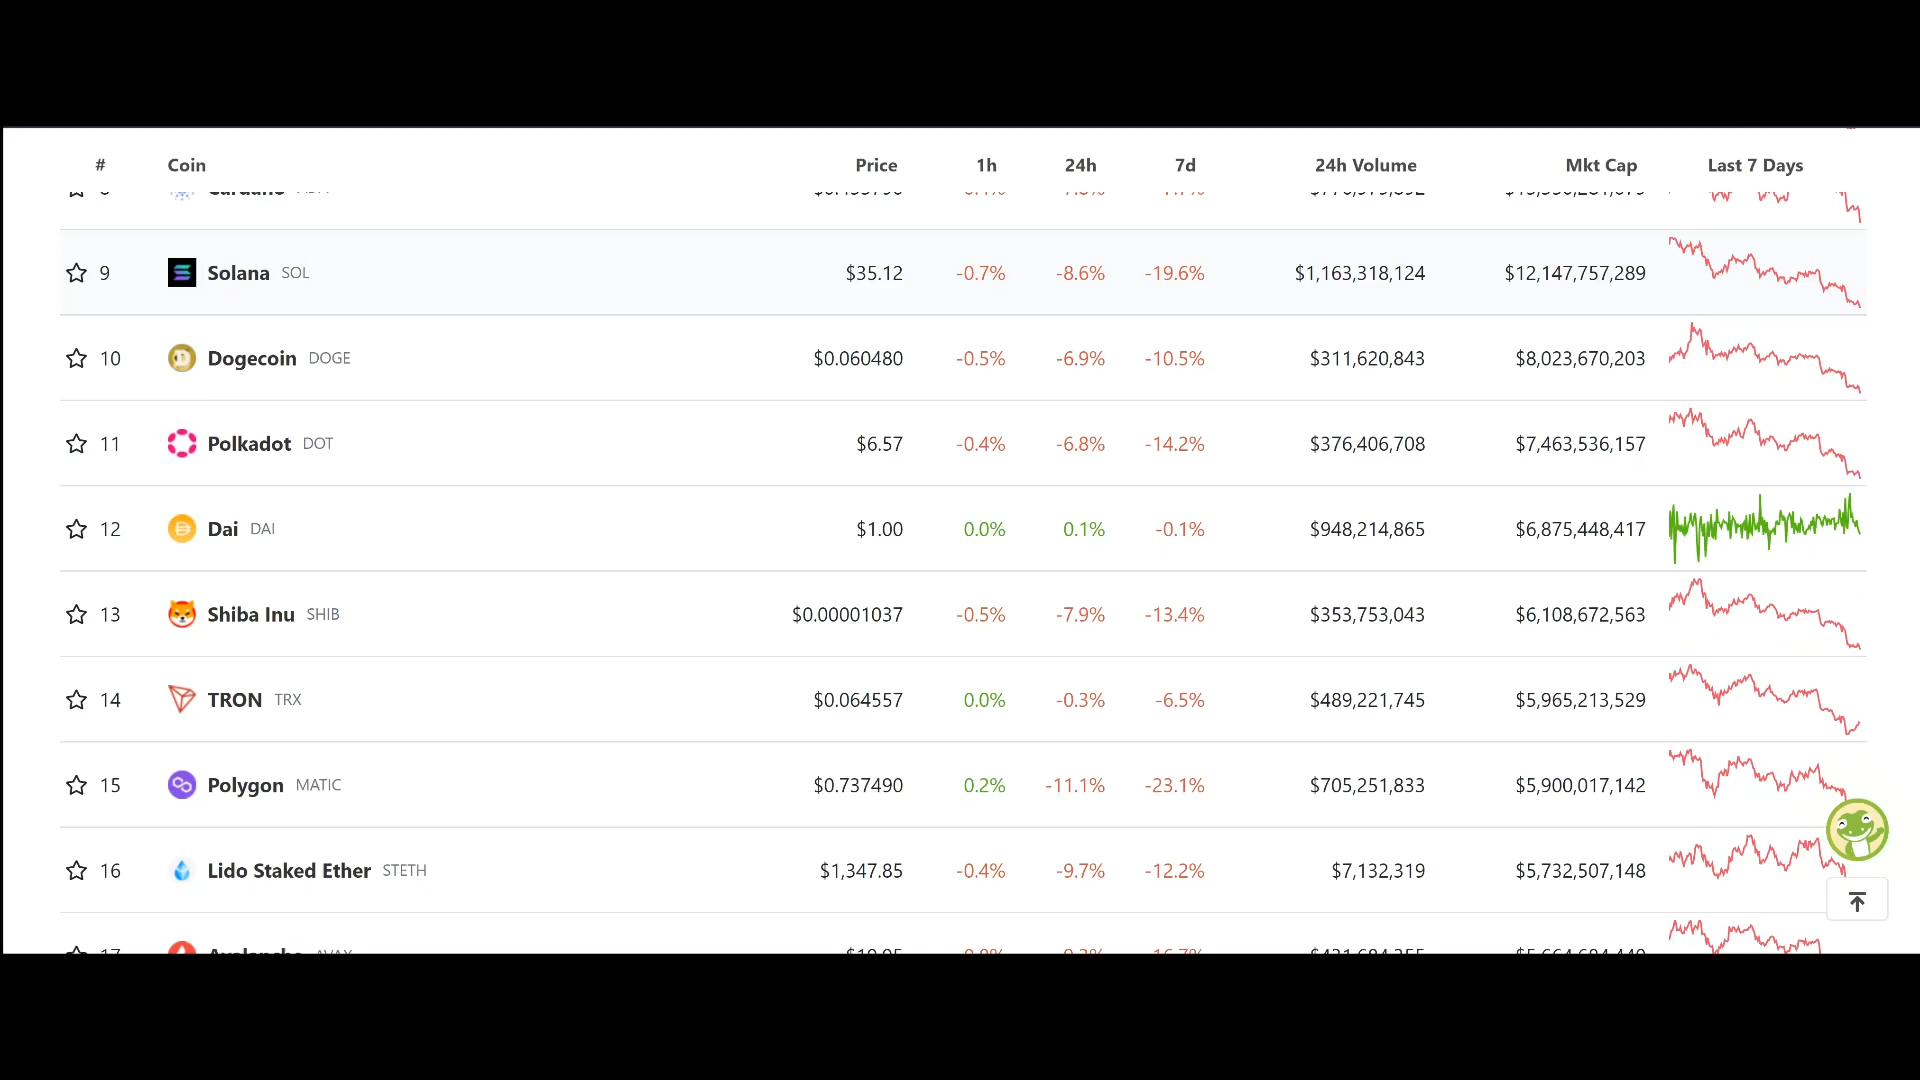 # Coin Price 1h 24h 7d 24h Volume Mkt Cap Last 7 Days
9 Solana SOL $35.12 -0.7% -8.6% -19.6% $1,163,318,124 $12,147,757,289
10 Dogecoin DOGE $0.060480 -0.5% -6.9% -10.5% $311,620,843 $8,023,670,203
11 Polkadot DOT $6.57 -0.4% -6.8% -14.2% $376,406,708 $7,463,536,157
12 Dai DAI $1.00 0.0% 0.1% -0.1% $948,214,865 $6,875,448,417
13 Shiba Inu SHIB $0.00001037 -0.5% -7.9% -13.4% $353,753,043 $6,108,672,563
14 TRON TRX $0.064557 0.0% -0.3% -6.5% $489,221,745 $5,965,213,529
15 Polygon MATIC $0.737490 0.2% -11.1% -23.1% $705,251,833 $5,900,017,142
16 Lido Staked Ether STETH $1,347.85 -0.4% -9.7% -12.2% $7,132,319 $5,732,507,148